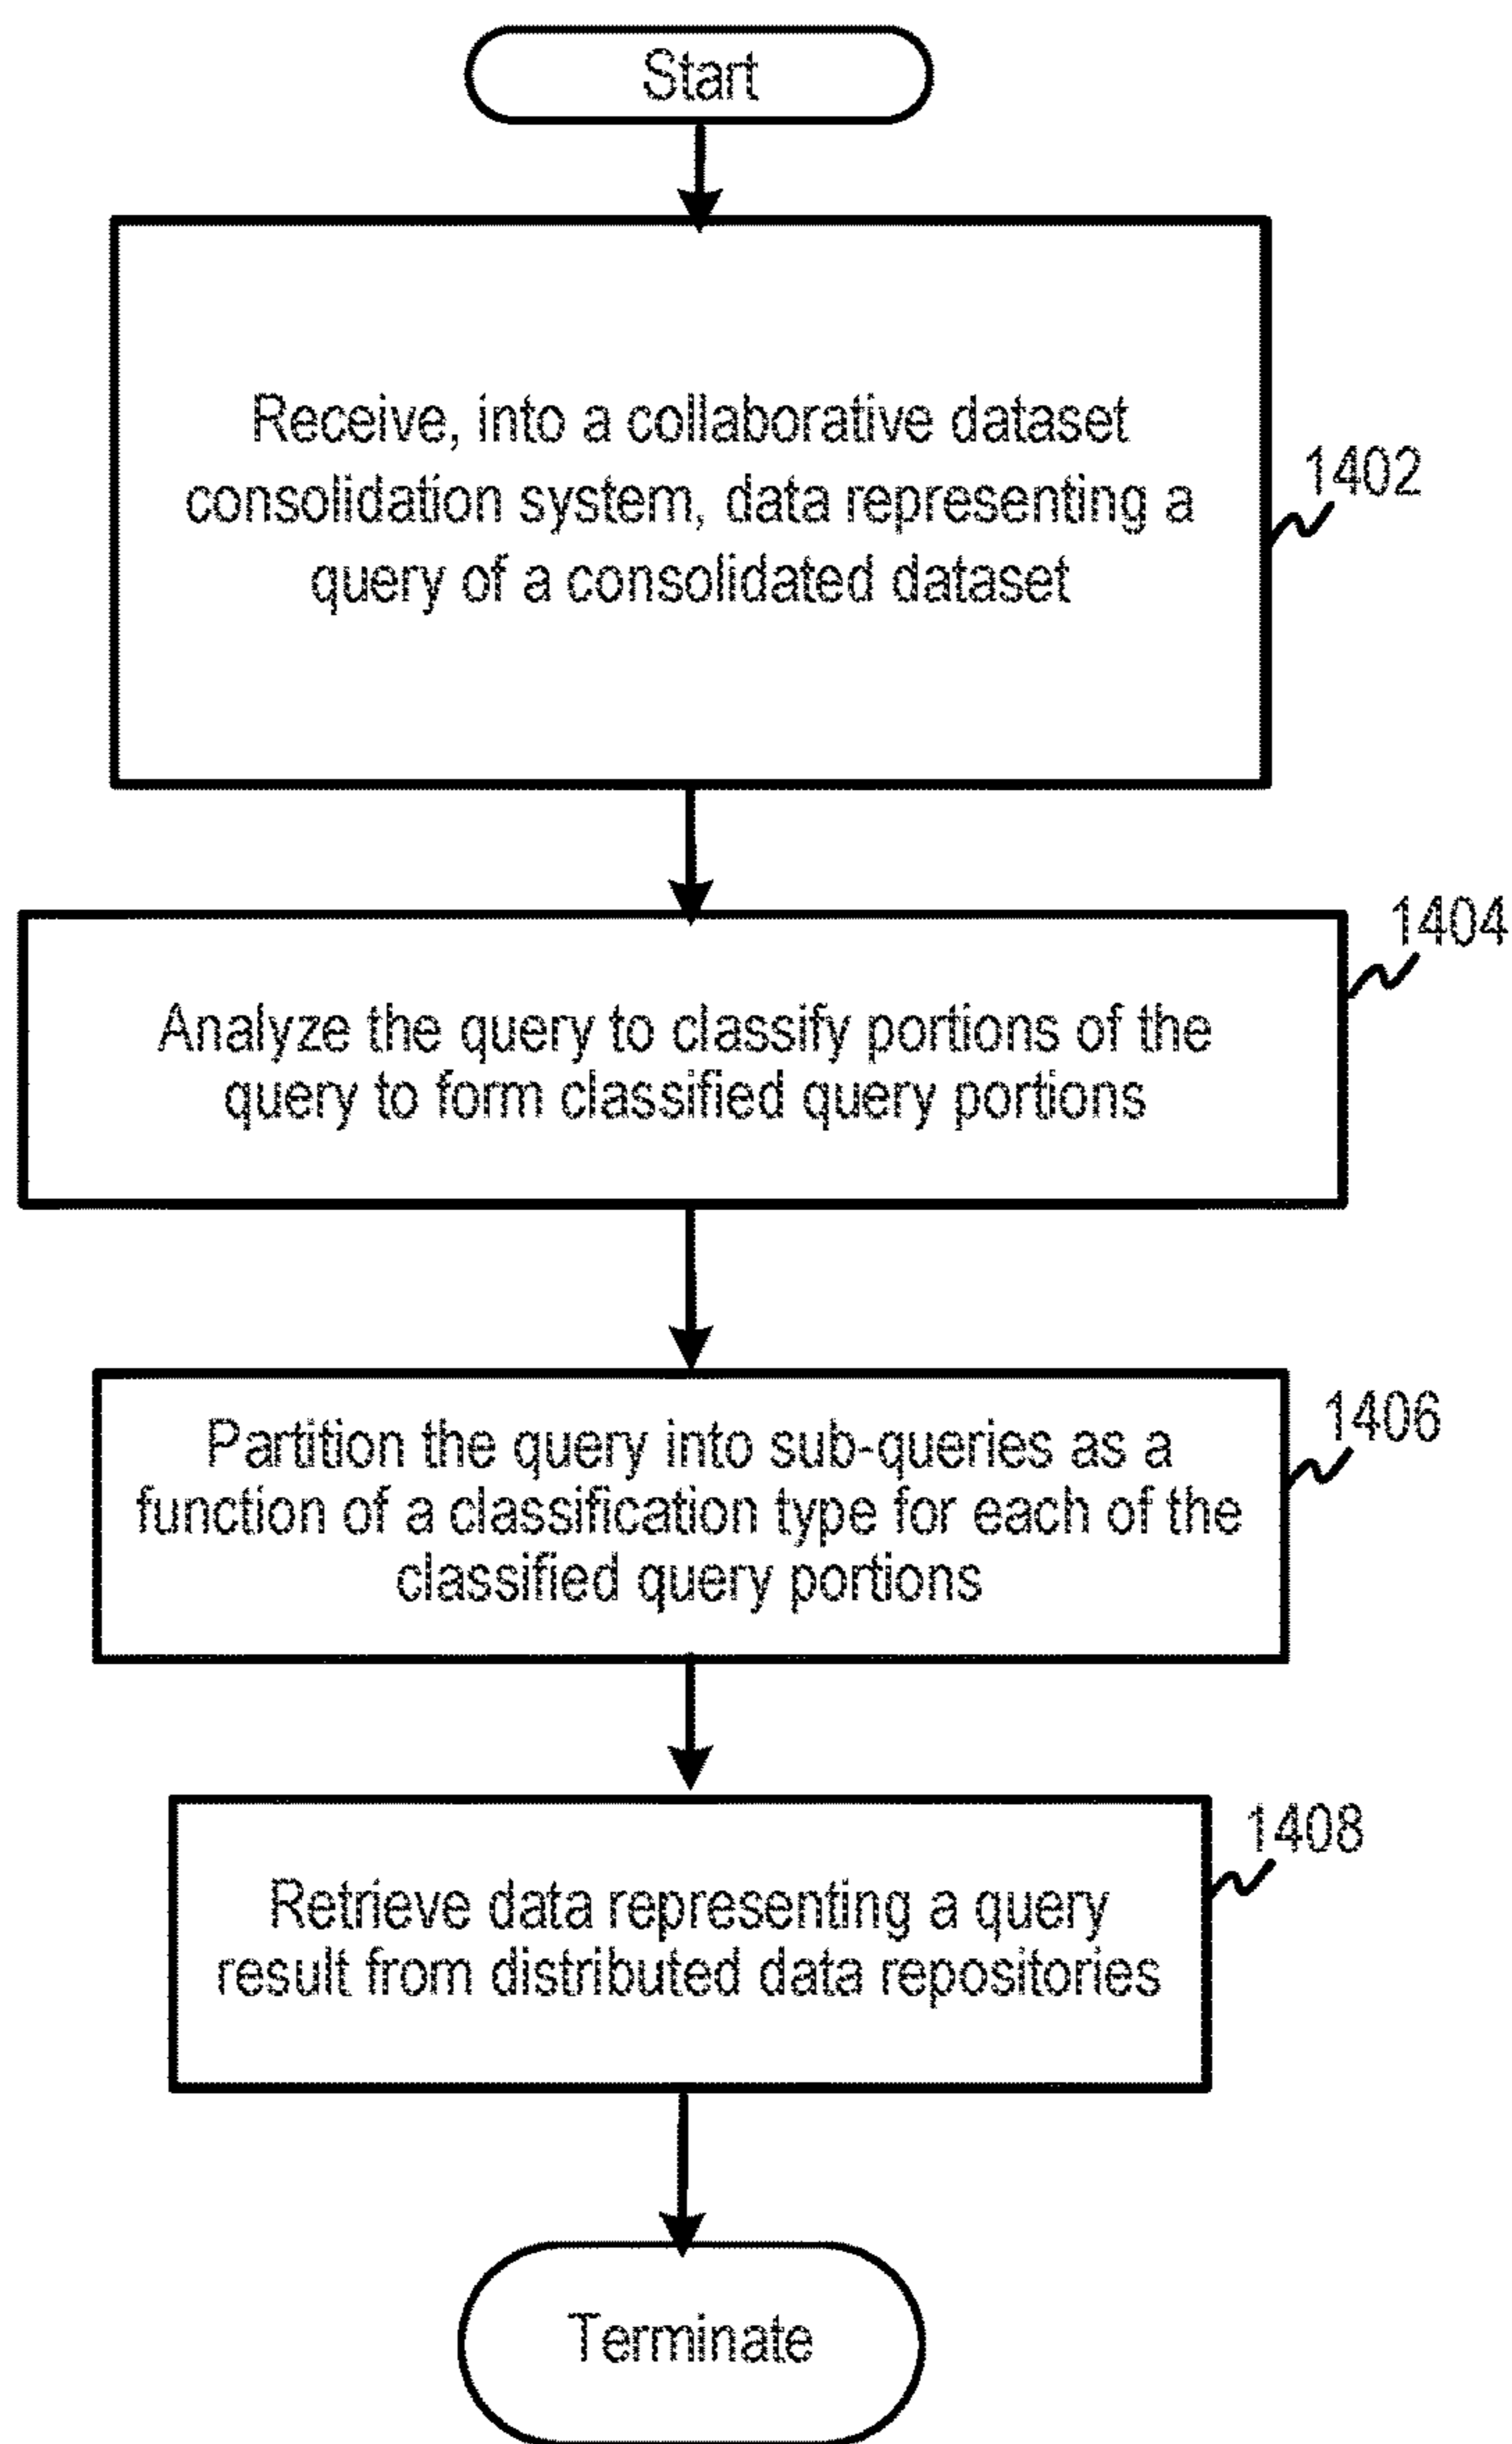 Start
Receive, into a collaborative dataset
consolidation system, data representing a
query of a consolidated dataset
1402
1404
Analyze the query to classify portions of the
query to form classified query portions
1406
Partition the query into sub-queries as a
function of a classification type for each of the
classified query portions
1408
Retrieve data representing a query
result from distributed data repositories
Terminate